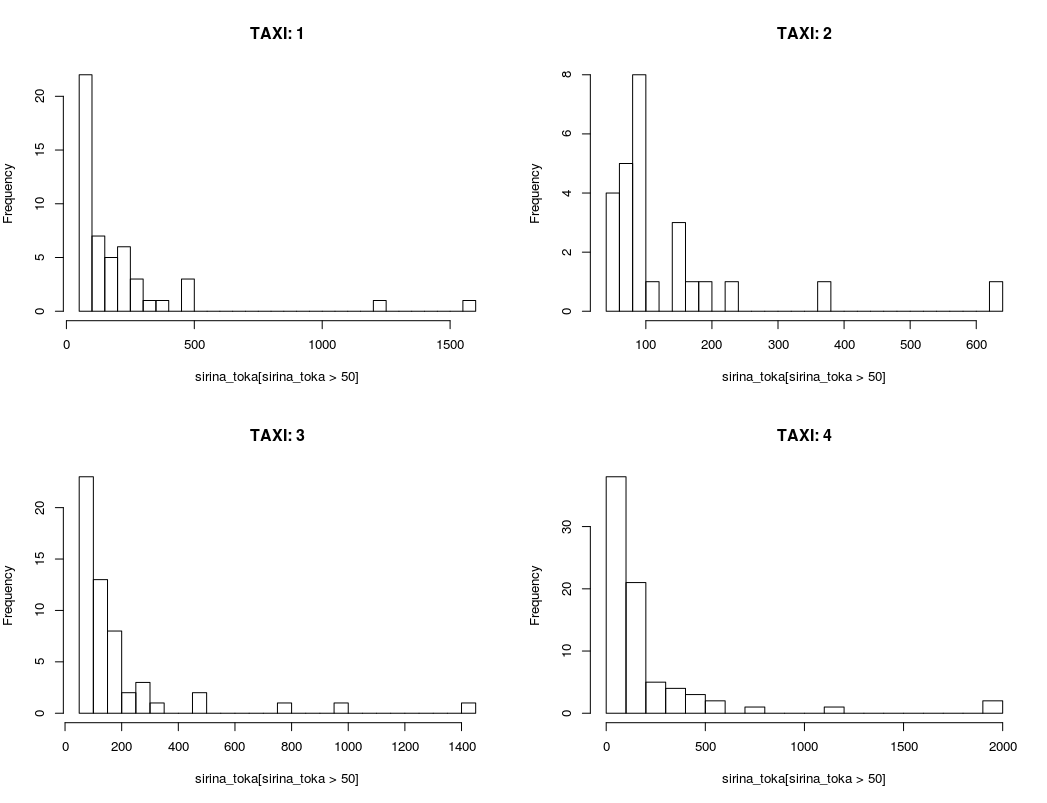 TAXI: 1
Frequency
20
15
10
5
0
0 500 1000 1500
sirina_toka[sirina_toka > 50]
TAXI: 2
Frequency
8
6
4
2
0
100 200 300 400 500 600
sirina_toka[sirina_toka > 50]
TAXI: 3
Frequency
20
15
10
5
0
0 200 400 600 800 1000 1200 1400
sirina_toka[sirina_toka > 50]
TAXI: 4
Frequency
30
20
10
0
0 500 1000 1500 2000
sirina_toka[sirina_toka > 50]